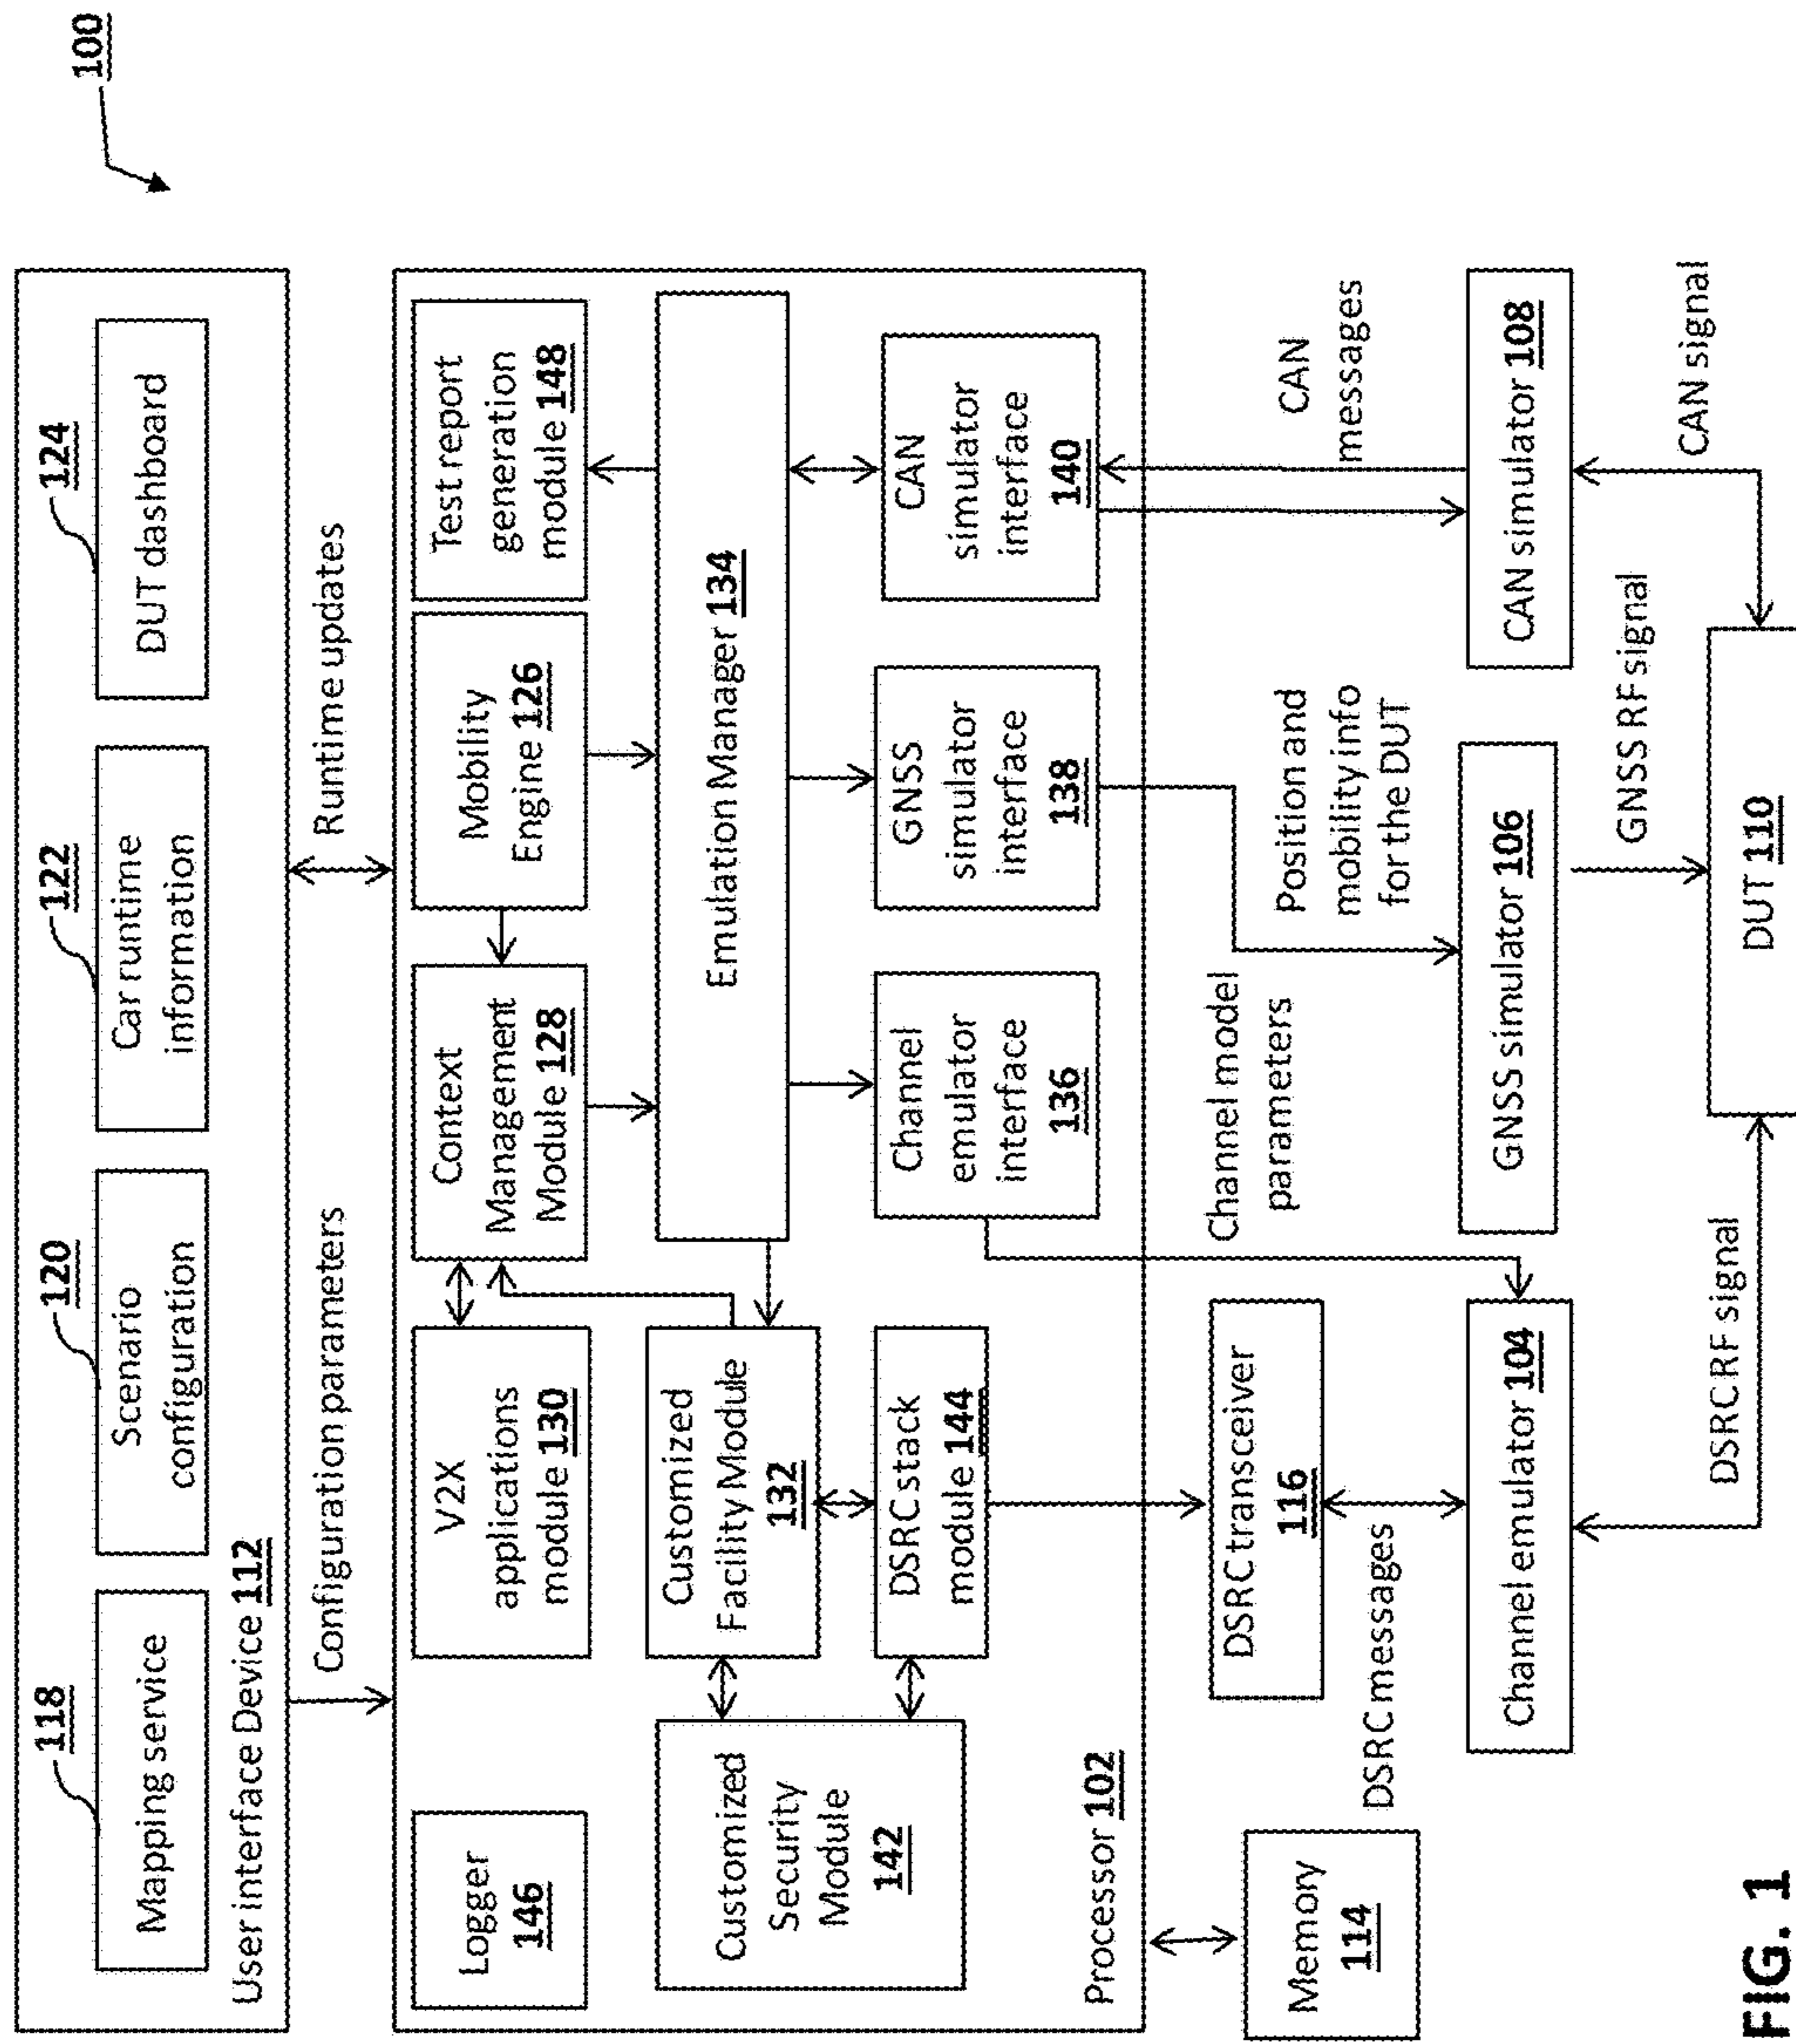 100
118
120
122
124
Mapping service
Scenario
configuration
Car runtime
information
DUT dashboard
User interface Device 112
Configuration parameters
Runtime updates
Logger
146
V2X
applications
module 130
Context
Management
Module 128
Mobility
Engine 126
Test report
generation
module 148
Customized
Security
Module
142
Customized
Facility Module
132
Emulation Manager 134
DSRC stack
module 144
Channel
emulator
interface
136
GNSS
simulator
interface
138
CAN
simulator
interface
140
Processor 102
Memory
114
DSRC transceiver
116
Channel model
parameters
Position and
mobility info
for the DUT
CAN
messages
DSRC messages
Channel emulator 104
GNSS simulator 106
CAN simulator 108
DSRC RF signal
GNSS RF signal
CAN signal
DUT 110
FIG. 1